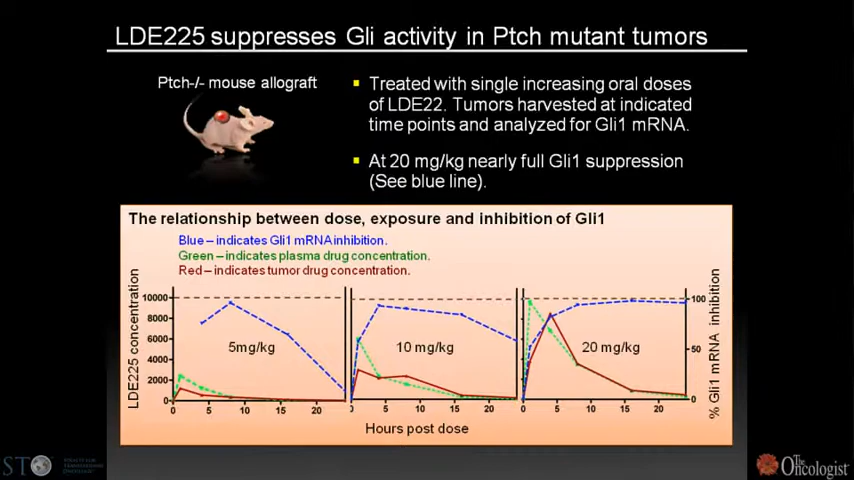 LDE225 suppresses Gli activity in Ptch mutant tumors
Ptch-/- mouse allograft
Treated with single increasing oral doses
of LDE22. Tumors harvested at indicated
time points and analyzed for Gli1 mRNA.
At 20 mg/kg nearly full Gli1 suppression
(See blue line).
The relationship between dose, exposure and inhibition of Gli1
Blue – indicates Gli1 mRNA inhibition.
Green – indicates plasma drug concentration.
Red – indicates tumor drug concentration.
LDE225 concentration
10000
8000
6000
4000
2000
0
5mg/kg
0 5 10 15 20
10 mg/kg
0 5 10 15 20
20 mg/kg
0 5 10 15 20
100
50
0
% Gli1 mRNA inhibition
Hours post dose
STO
The
Oncologist